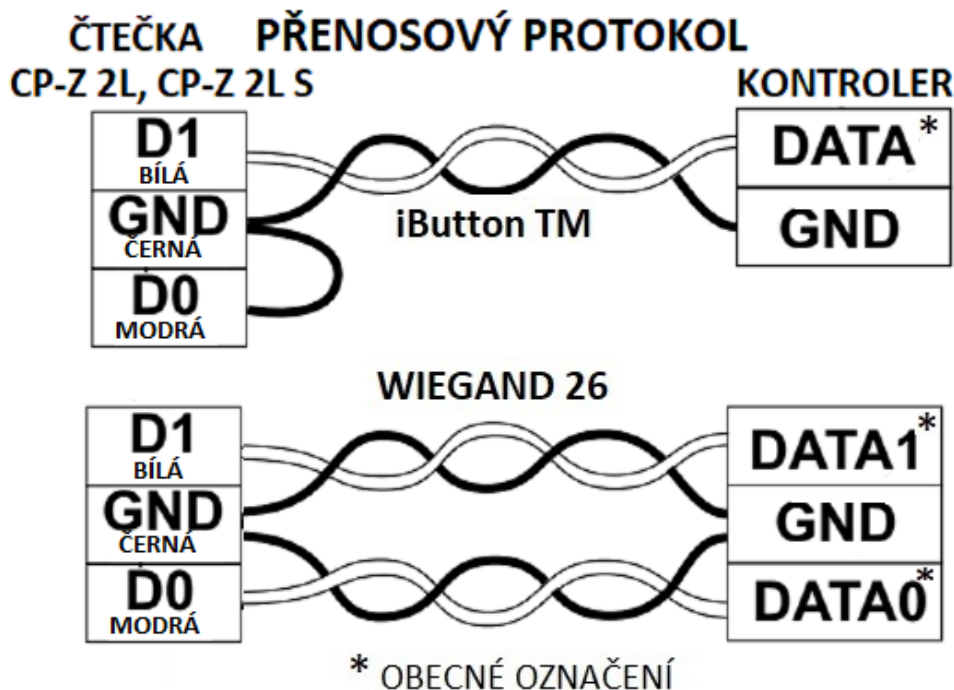 ČTEČKA PŘENOSOVÝ PROTOKOL
CP-Z 2L, CP-Z 2L S KONTROLER
D1
BÍLÁ
GND
ČERNÁ
D0
MODRÁ
iButton TM
DATA*
GND
WIEGAND 26
D1
BÍLÁ
GND
ČERNÁ
D0
MODRÁ
DATA1*
GND
DATA0*
* OBECNÉ OZNAČENÍ